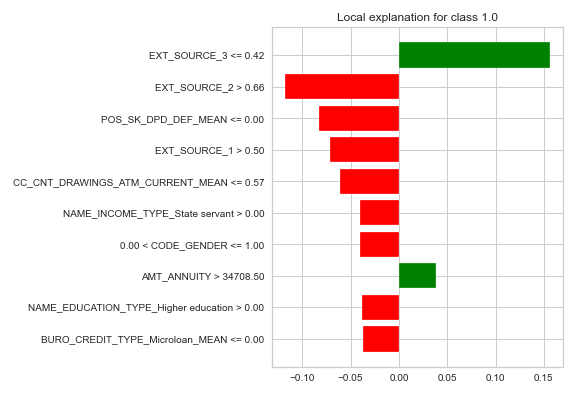 Local explanation for class 1.0
EXT_SOURCE_3 <= 0.42
EXT_SOURCE_2 > 0.66
POS_SK_DPD_DEF_MEAN <= 0.00
EXT_SOURCE_1 > 0.50
CC_CNT_DRAWINGS_ATM_CURRENT_MEAN <= 0.57
NAME_INCOME_TYPE_State servant > 0.00
0.00 < CODE_GENDER <= 1.00
AMT_ANNUITY > 34708.50
NAME_EDUCATION_TYPE_Higher education > 0.00
BURO_CREDIT_TYPE_Microloan_MEAN <= 0.00
−0.10 −0.05 0.00 0.05 0.10 0.15